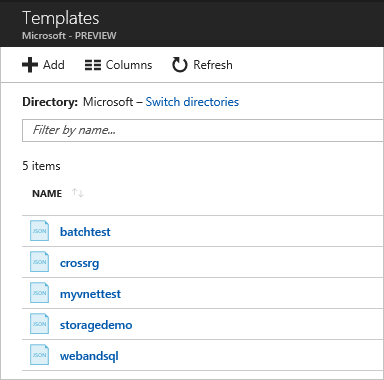 Templates
Microsoft - PREVIEW
Add Columns Refresh
Directory: Microsoft – Switch directories
Filter by name...
5 items
NAME
JSON batchtest
JSON crossrg
JSON myvnettest
JSON storagedemo
JSON webandsql